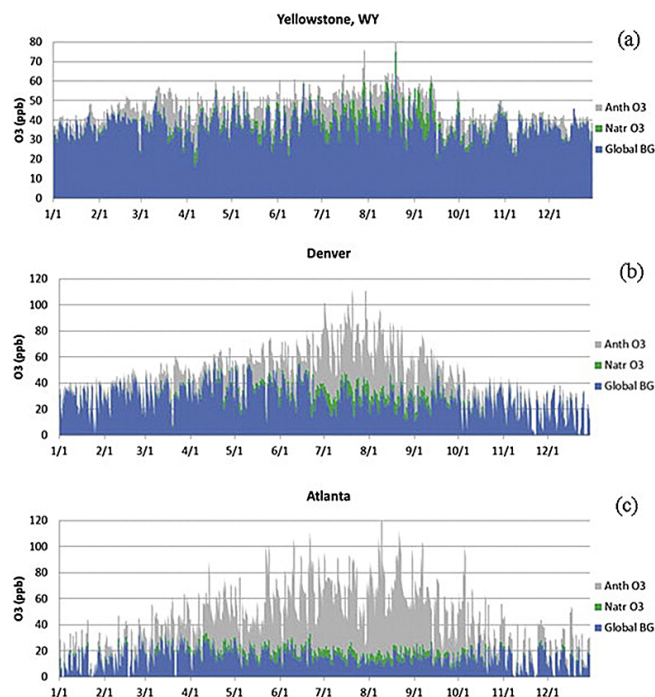 Yellowstone, WY
(a)
80
70
60
50
40
30
20
10
0
O3 (ppb)
Anth O3
Natr O3
Global BG
1/1 2/1 3/1 4/1 5/1 6/1 7/1 8/1 9/1 10/1 11/1 12/1
Denver
(b)
120
100
80
60
40
20
0
O3 (ppb)
Anth O3
Natr O3
Global BG
1/1 2/1 3/1 4/1 5/1 6/1 7/1 8/1 9/1 10/1 11/1 12/1
Atlanta
(c)
120
100
80
60
40
20
0
O3 (ppb)
Anth O3
Natr O3
Global BG
1/1 2/1 3/1 4/1 5/1 6/1 7/1 8/1 9/1 10/1 11/1 12/1